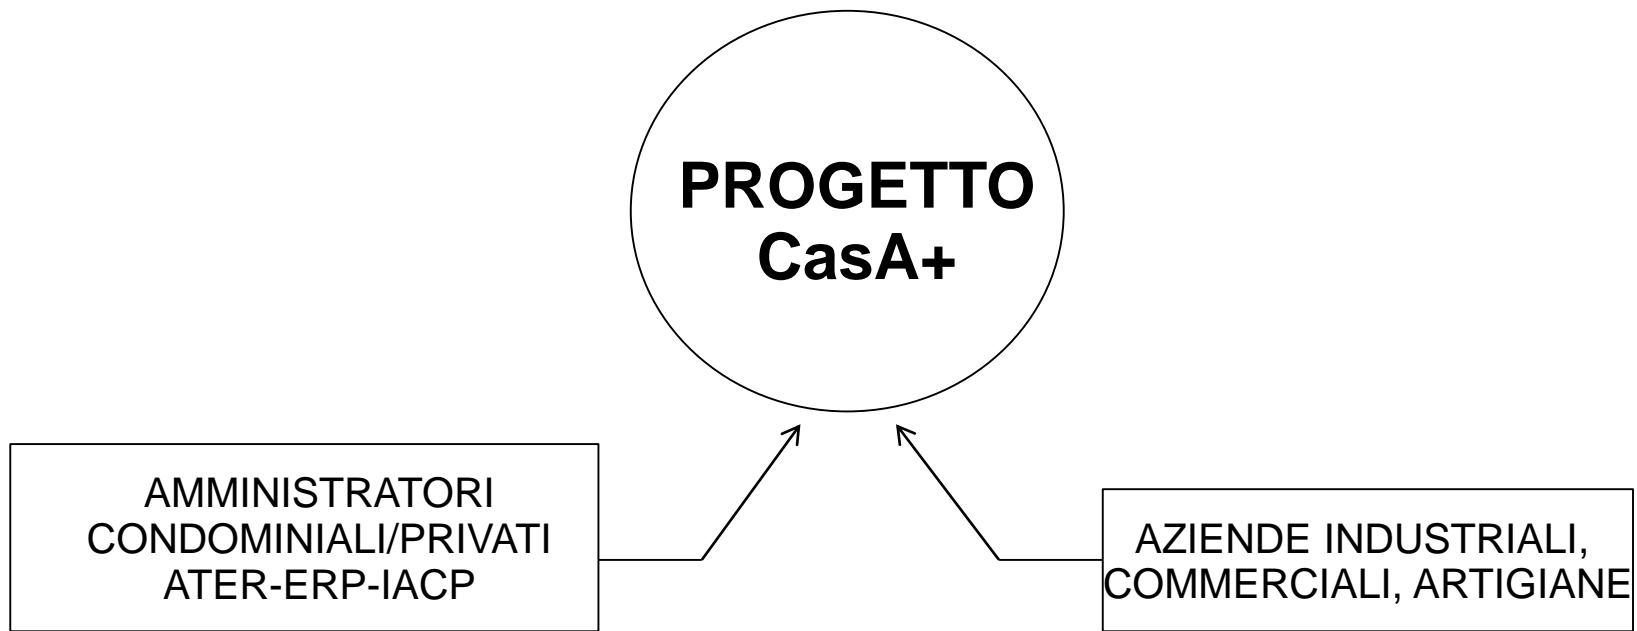 PROGETTO
CasA+
AMMINISTRATORI
CONDOMINIALI/PRIVATI
ATER-ERP-IACP
AZIENDE INDUSTRIALI,
COMMERCIALI, ARTIGIANE